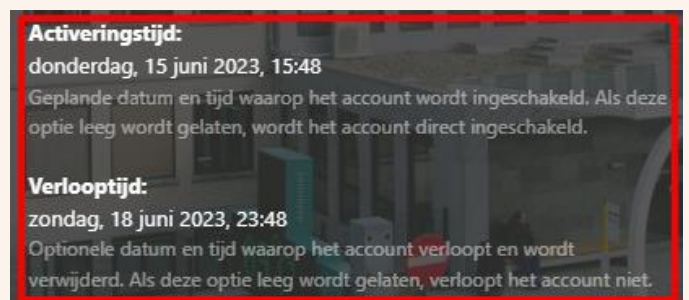 Activeringstijd:
donderdag, 15 juni 2023, 15:48
Geplande datum en tijd waarop het account wordt ingeschakeld. Als deze
optie leeg wordt gelaten, wordt het account direct ingeschakeld.
Verlooptijd:
zondag, 18 juni 2023, 23:48
Optionele datum en tijd waarop het account verloopt en wordt
verwijderd. Als deze optie leeg wordt gelaten, verloopt het account niet.